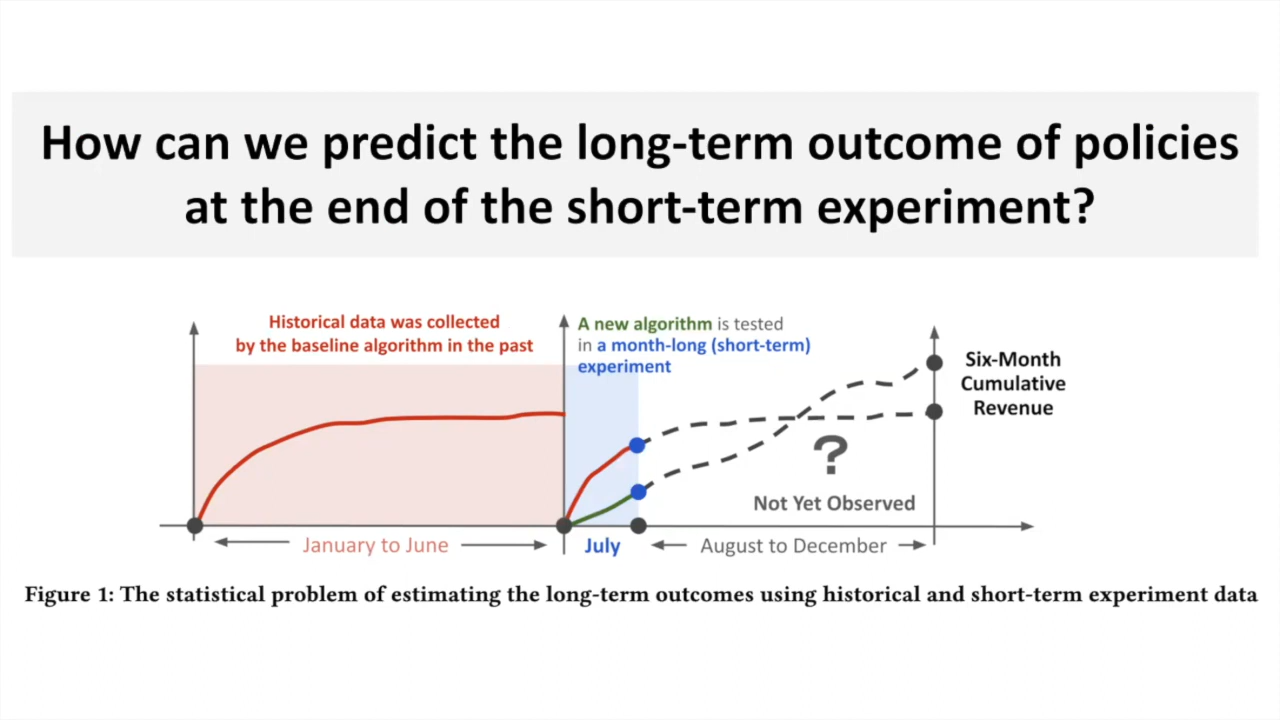 How can we predict the long-term outcome of policies
at the end of the short-term experiment?
Historical data was collected
by the baseline algorithm in the past
A new algorithm is tested
in a month-long (short-term)
experiment
Six-Month
Cumulative
Revenue
?
Not Yet Observed
January to June
July
August to December
Figure 1: The statistical problem of estimating the long-term outcomes using historical and short-term experiment data